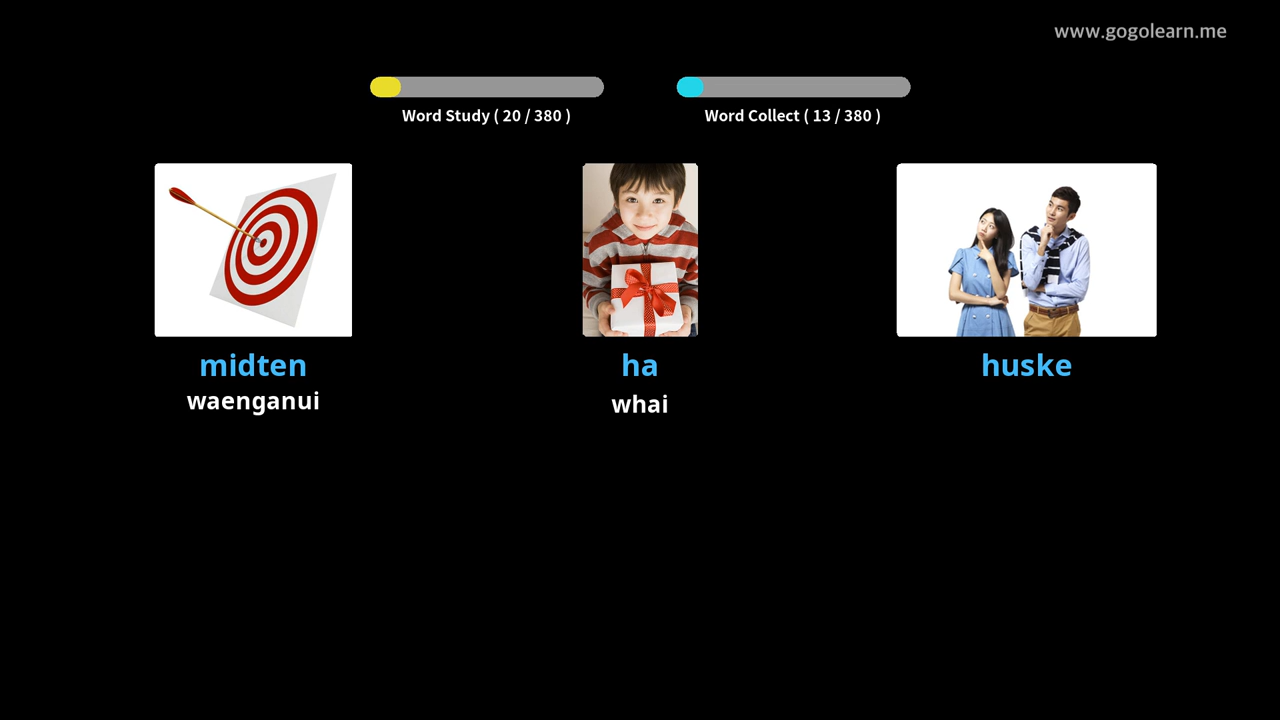 www.gogolearn.me
Word Study ( 20 / 380 )
Word Collect ( 13 / 380 )
midten
ha
huske
waenganui
whai